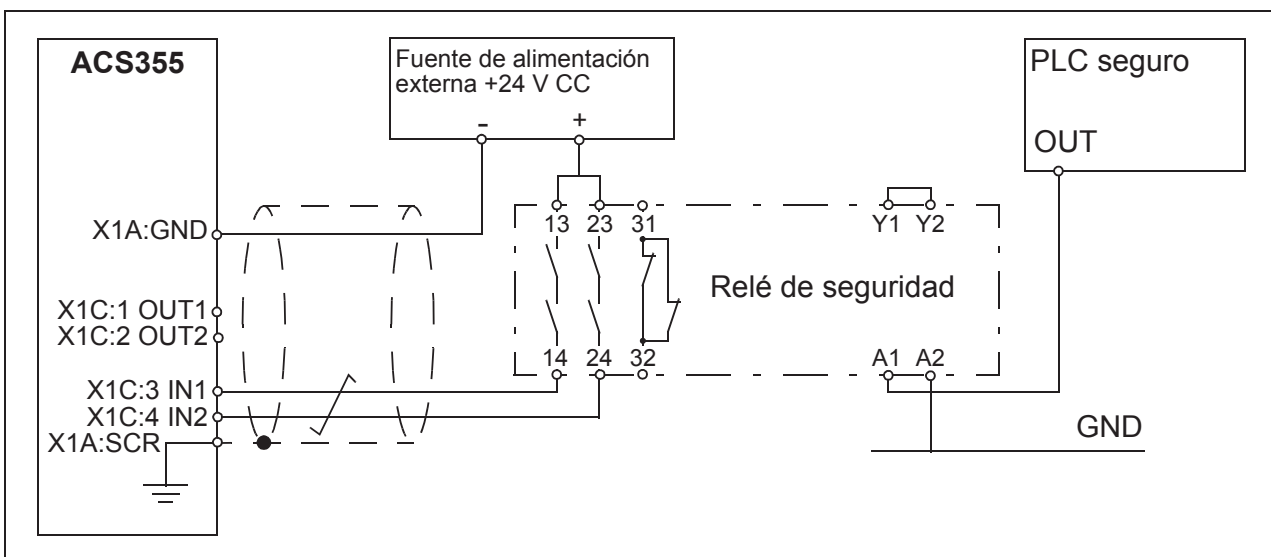 ACS355
Fuente de alimentación
externa +24 V CC
- +
PLC seguro
OUT
X1A:GND
13 23 31
Y1 Y2
Relé de seguridad
X1C:1 OUT1
X1C:2 OUT2
14 24 32
A1 A2
X1C:3 IN1
X1C:4 IN2
X1A:SCR
GND